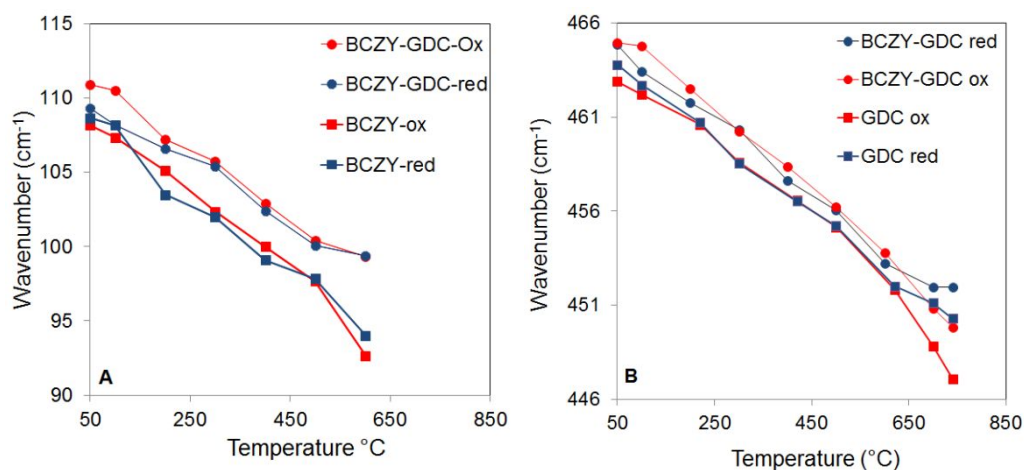 115
110
105
100
95
90
Wavenumber (cm⁻¹)
BCZY-GDC-Ox
BCZY-GDC-red
BCZY-ox
BCZY-red
A
50
250
450
650
850
Temperature °C
466
461
456
451
446
Wavenumber (cm⁻¹)
BCZY-GDC red
BCZY-GDC ox
GDC ox
GDC red
B
50
250
450
650
850
Temperature (°C)